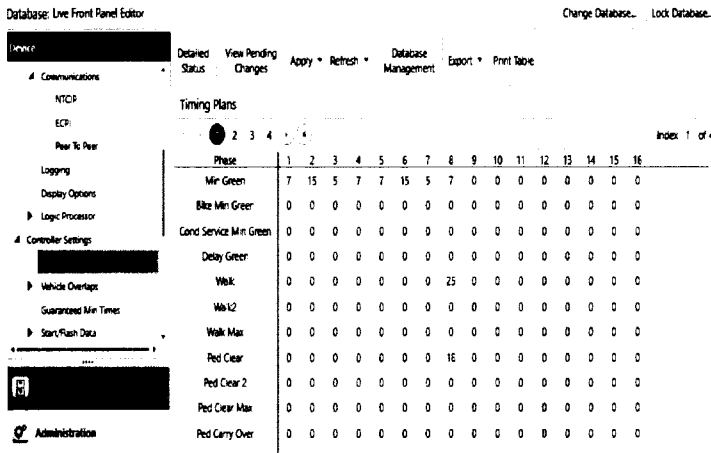 Database: Live Front Panel Editor
Change Database... Lock Database...
Device
Communications
NTCIP
ECPI
Peer To Peer
Logging
Display Options
Logic Processor
Controller Settings
Vehicle Overlaps
Guaranteed Min Times
Start/Flash Data
Administration
Detailed Status View Pending Changes Apply Refresh Database Management Export Print Table
Timing Plans
2 3 4
Index 1 of 4
Phase 1 2 3 4 5 6 7 8 9 10 11 12 13 14 15 16
Min Green 7 15 5 7 7 15 5 7 0 0 0 0 0 0 0 0
Bike Min Green 0 0 0 0 0 0 0 0 0 0 0 0 0 0 0 0
Cond Service Min Green 0 0 0 0 0 0 0 0 0 0 0 0 0 0 0 0
Delay Green 0 0 0 0 0 0 0 0 0 0 0 0 0 0 0 0
Walk 0 0 0 0 0 0 0 25 0 0 0 0 0 0 0 0
Walk2 0 0 0 0 0 0 0 0 0 0 0 0 0 0 0 0
Walk Max 0 0 0 0 0 0 0 0 0 0 0 0 0 0 0 0
Ped Clear 0 0 0 0 0 0 0 18 0 0 0 0 0 0 0 0
Ped Clear 2 0 0 0 0 0 0 0 0 0 0 0 0 0 0 0 0
Ped Clear Max 0 0 0 0 0 0 0 0 0 0 0 0 0 0 0 0
Ped Carry Over 0 0 0 0 0 0 0 0 0 0 0 0 0 0 0 0